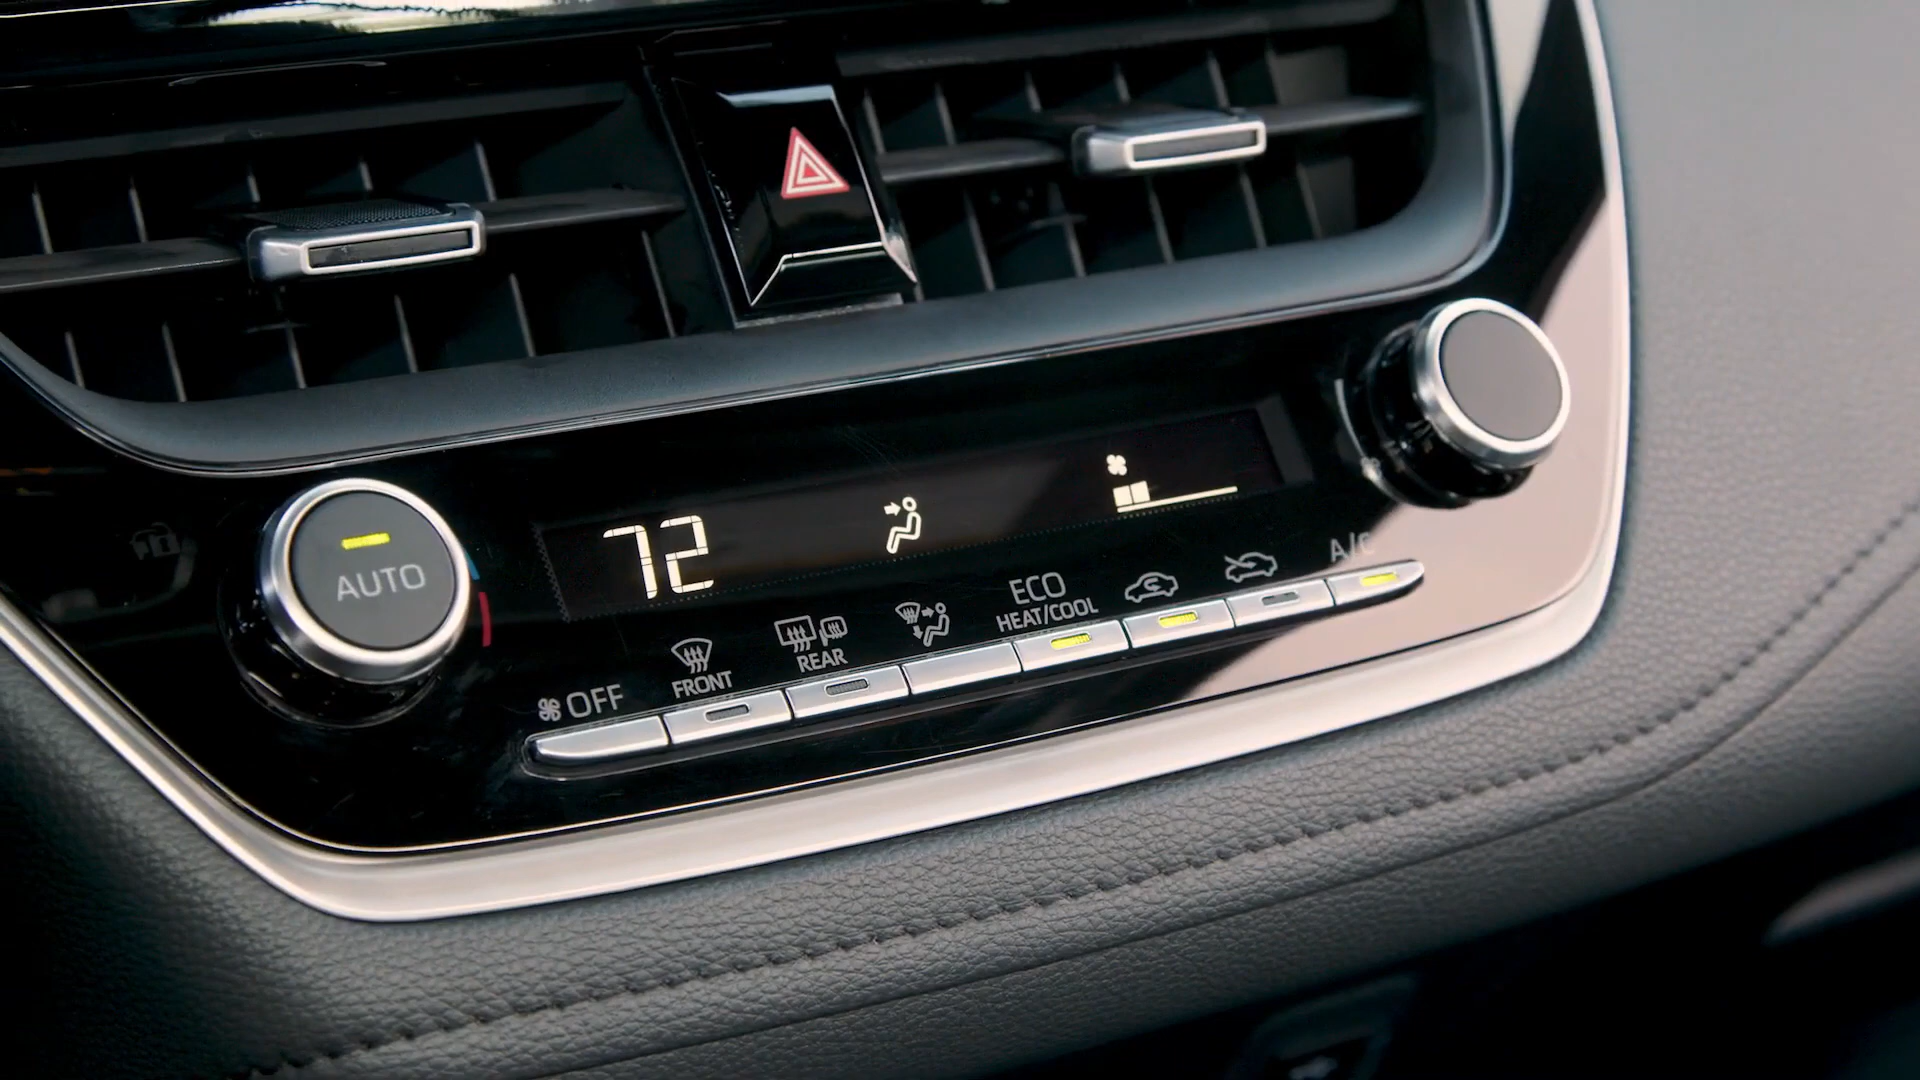 72
AUTO
A/C
ECO
HEAT/COOL
REAR
FRONT
OFF